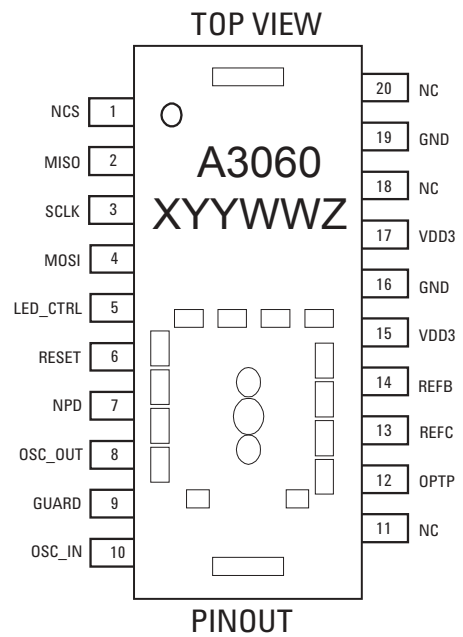 TOP VIEW
NCS 1
MISO 2
SCLK 3
MOSI 4
LED_CTRL 5
RESET 6
NPD 7
OSC_OUT 8
GUARD 9
OSC_IN 10
A3060
XYYWWZ
20 NC
19 GND
18 NC
17 VDD3
16 GND
15 VDD3
14 REFB
13 REFC
12 OPTP
11 NC
PINOUT